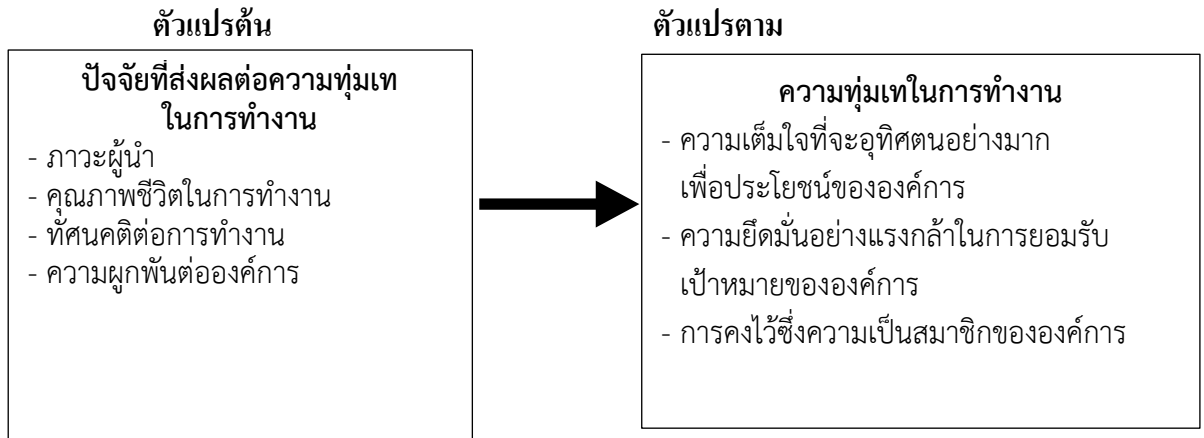 ตัวแปรต้น
ปัจจัยที่ส่งผลต่อความทุ่มเท
ในการทำงาน
- ภาวะผู้นำ
- คุณภาพชีวิตในการทำงาน
- ทัศนคติต่อการทำงาน
- ความผูกพันต่อองค์การ
ตัวแปรตาม
ความทุ่มเทในการทำงาน
- ความเต็มใจที่จะอุทิศตนอย่างมาก
เพื่อประโยชน์ขององค์การ
- ความยึดมั่นอย่างแรงกล้าในการยอมรับ
เป้าหมายขององค์การ
- การคงไว้ซึ่งความเป็นสมาชิกขององค์การ